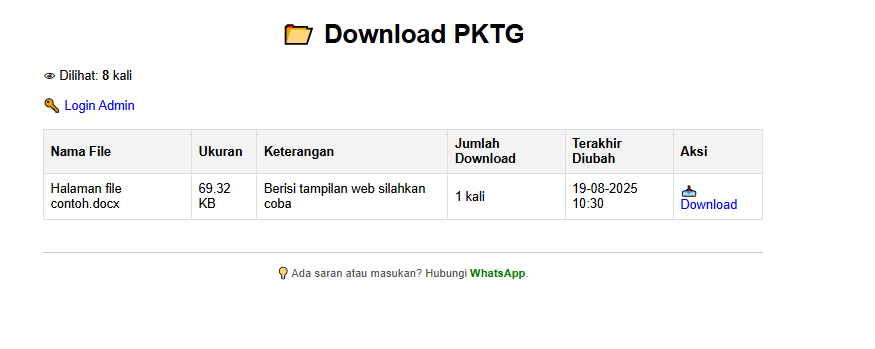 Download PKTG
Dilihat: 8 kali
Login Admin
Nama File
Ukuran
Keterangan
Jumlah
Download
Terakhir
Diubah
Aksi
Halaman file
contoh.docx
69.32
KB
Berisi tampilan web silahkan
coba
1 kali
19-08-2025
10:30
Download
Ada saran atau masukan? Hubungi WhatsApp.